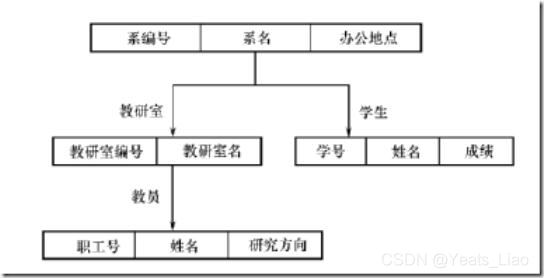 系编号 系名 办公地点
教研室 学生
教研室编号 教研室名 学号 姓名 成绩
教员
职工号 姓名 研究方向
CSDN @Yeats_Liao